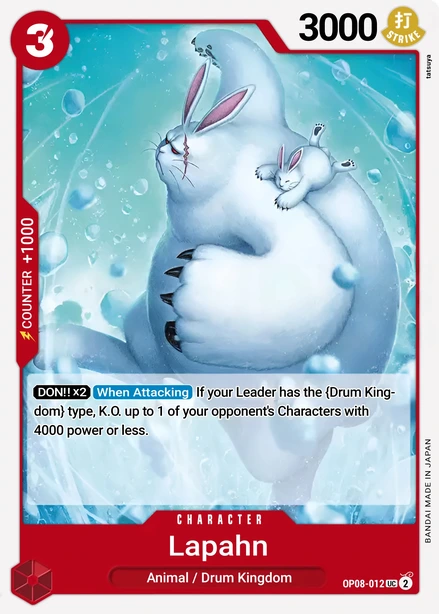 3
3000
打
STRIKE
tatsuya
COUNTER +1000
DON!! ×2 When Attacking If your Leader has the {Drum King-
dom} type, K.O. up to 1 of your opponent's Characters with
4000 power or less.
BANDAI MADE IN JAPAN
CHARACTER
Lapahn
Animal / Drum Kingdom
OP08-012 UC 2